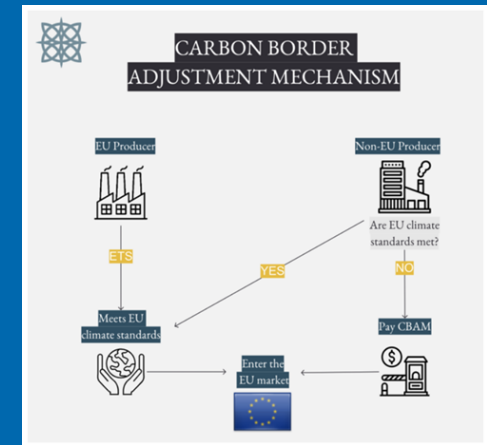 CARBON BORDER
ADJUSTMENT MECHANISM
EU Producer
Non-EU Producer
Are EU climate
standards met?
ETS
YES
NO
Meets EU
climate standards
Pay CBAM
Enter the
EU market